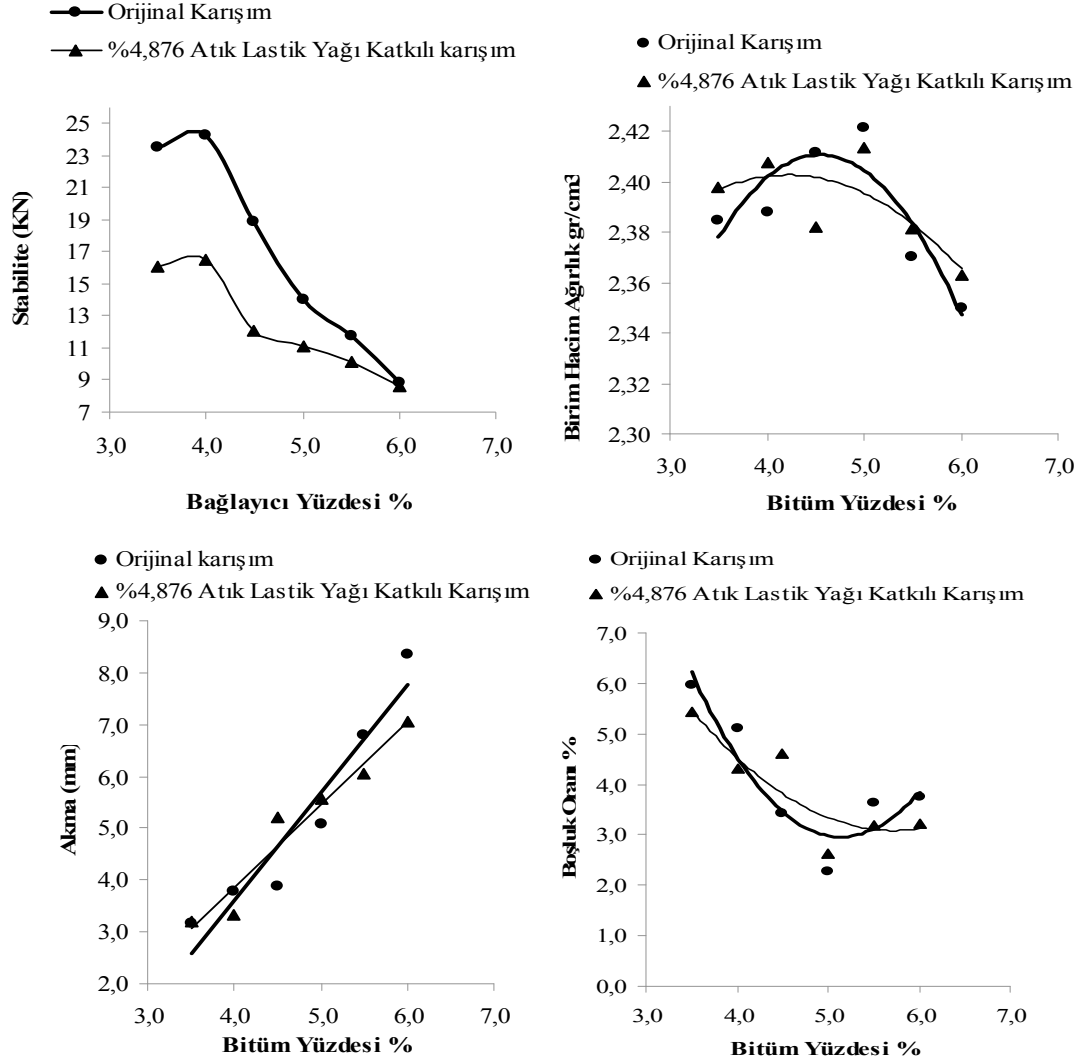 Orijinal Karışım
%4,876 Atık Lastik Yağı Katkılı karışım
25
23
21
19
17
15
13
11
9
7
Stabilite (KN)
3,0 4,0 5,0 6,0 7,0
Bağlayıcı Yüzdesi %
Orijinal Karışım
%4,876 Atık Lastik Yağı Katkılı Karışım
2,42
2,40
2,38
2,36
2,34
2,32
2,30
Birim Hacim Ağırlık gr/cm3
3,0 4,0 5,0 6,0 7,0
Bitüm Yüzdesi %
Orijinal karışım
%4,876 Atık Lastik Yağı Katkılı Karışım
9,0
8,0
7,0
6,0
5,0
4,0
3,0
2,0
Akma (mm)
3,0 4,0 5,0 6,0 7,0
Bitüm Yüzdesi %
Orijinal Karışım
%4,876 Atık Lastik Yağı Katkılı Karışım
7,0
6,0
5,0
4,0
3,0
2,0
1,0
0,0
Boşluk Oranı %
3,0 4,0 5,0 6,0 7,0
Bitüm Yüzdesi %